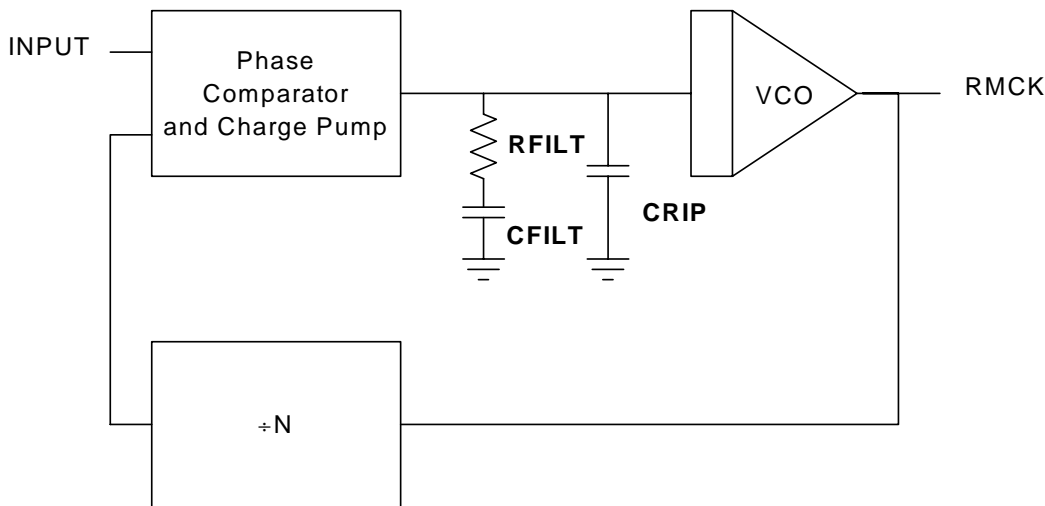 INPUT
Phase
Comparator
and Charge Pump
VCO
RMCK
RFILT
CRIP
CFILT
÷N